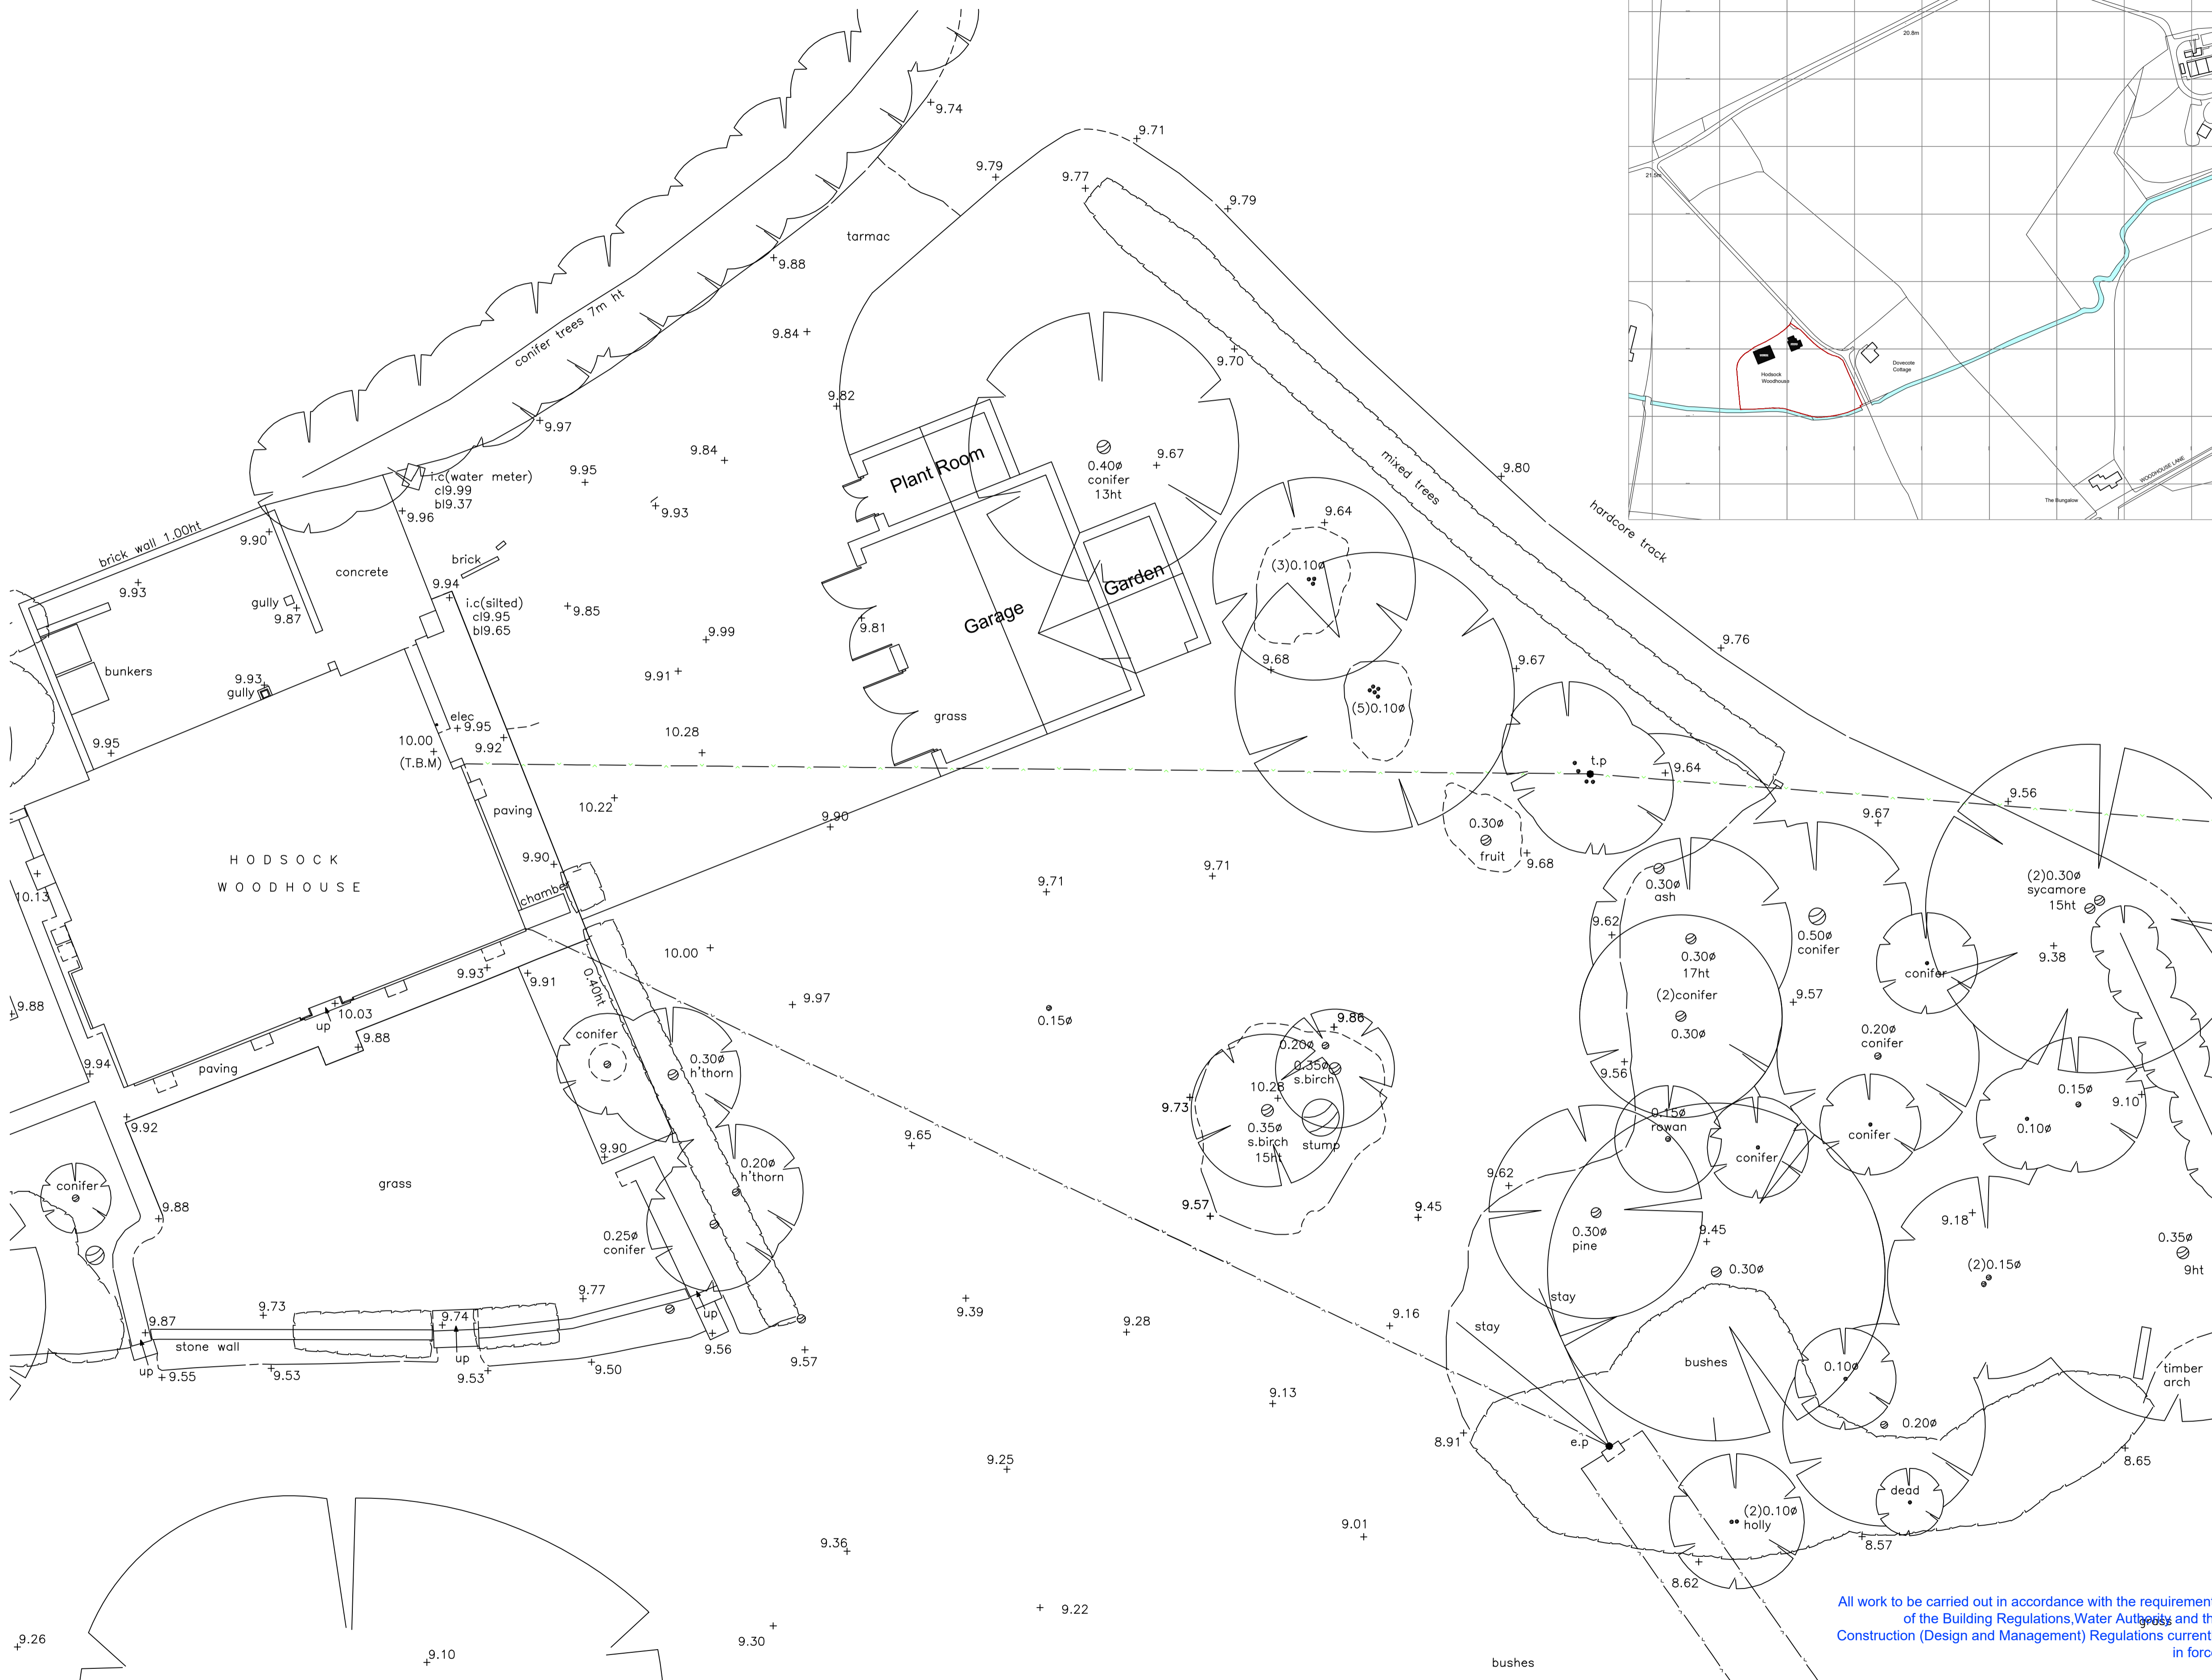 20.8m
21.5m
Dovecote
Cottage
Hodsock
Woodhouse
The Bungalow
WOODHOUSE LANE
9.74
9.71
9.79
9.77
9.79
tarmac
9.88
conifer trees 7m ht
9.84
9.70
9.82
9.97
9.84
9.95
Plant Room
0.40ø
conifer
13ht
9.67
mixed trees
9.80
i.c(water meter)
cl9.99
bl9.37
9.96
9.93
9.64
hardcore track
brick wall 1.00ht
9.90
brick
concrete
(3)0.10ø
9.93
9.94
Garden
gully
9.87
i.c(silted)
cl9.95
bl9.65
9.85
Garage
9.81
9.99
9.76
bunkers
9.93
gully
9.91
9.68
9.67
(5)0.10ø
elec
9.95
grass
10.28
9.95
10.00
(T.B.M)
9.92
t.p
9.64
10.22
paving
9.56
9.90
0.30ø
fruit
9.67
9.68
HODSOCK
WOODHOUSE
9.90
9.71
9.71
chamber
0.30ø
ash
(2)0.30ø
sycamore
15ht
10.13
9.62
0.50ø
conifer
10.00
0.30ø
17ht
9.38
9.93
9.91
0.40ht
conifer
9.88
10.03
up
9.97
(2)conifer
0.30ø
9.57
0.15ø
9.86
9.88
conifer
0.20ø
0.20ø
conifer
9.94
paving
0.30ø
h'thorn
0.35ø
s.birch
9.56
10.28
9.73
0.15ø
9.10
9.92
0.35ø
s.birch
15ht
stump
0.15ø
rowan
0.10ø
conifer
9.65
9.90
conifer
0.20ø
h'thorn
conifer
grass
9.62
9.88
9.57
9.45
9.18
0.25ø
conifer
0.30ø
pine
9.45
0.35ø
9ht
0.30ø
(2)0.15ø
9.77
9.73
9.74
9.39
stay
9.87
up
9.28
9.16
stay
stone wall
up
9.56
9.57
bushes
0.10ø
timber
arch
up
9.55
9.53
9.53
9.50
9.13
0.20ø
8.91
e.p
9.25
8.65
dead
9.01
(2)0.10ø
holly
9.36
8.57
8.62
9.22
All work to be carried out in accordance with the requirement
of the Building Regulations,Water Authority and th
grass
Construction (Design and Management) Regulations current
in forc
9.26
9.10
9.30
bushes